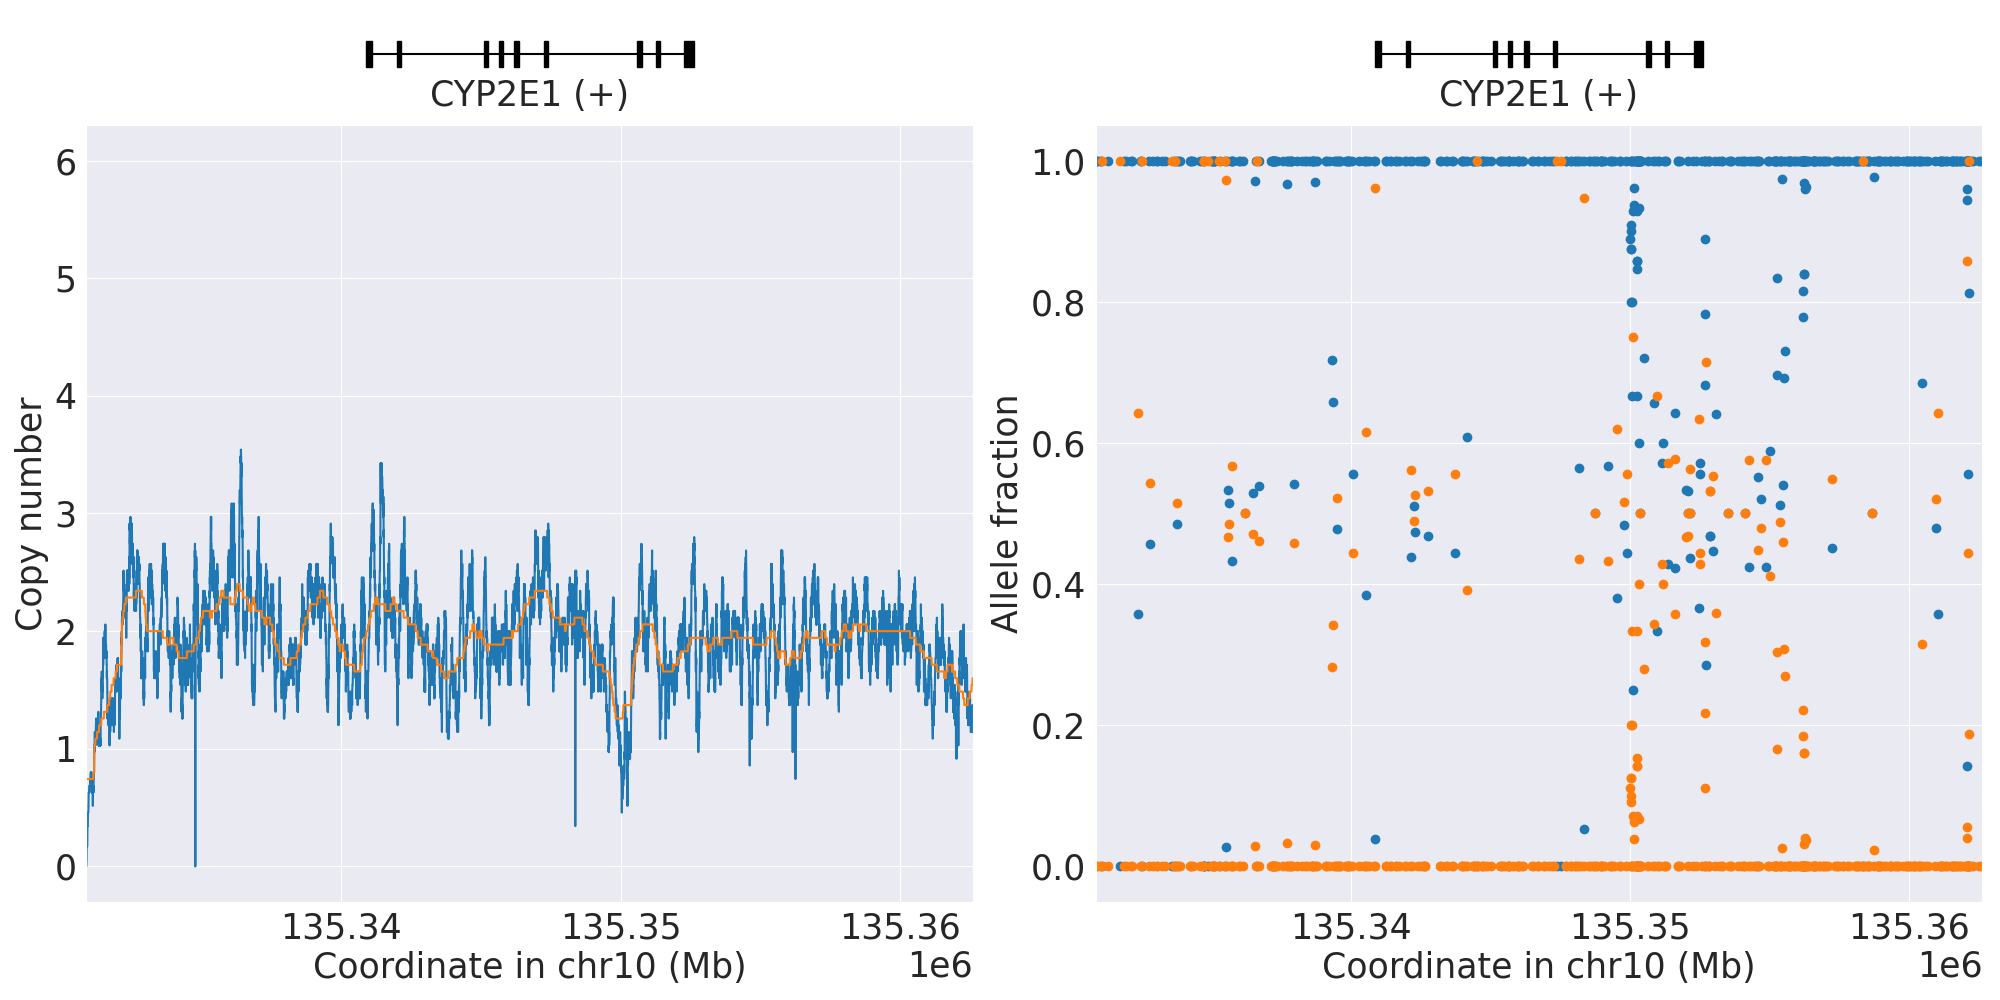 CYP2E1 (+)
6
5
4
3
2
1
0
Copy number
135.34
135.35
135.36
Coordinate in chr10 (Mb)
1e6
CYP2E1 (+)
1.0
0.8
0.6
0.4
0.2
0.0
Allele fraction
135.34
135.35
135.36
Coordinate in chr10 (Mb)
1e6